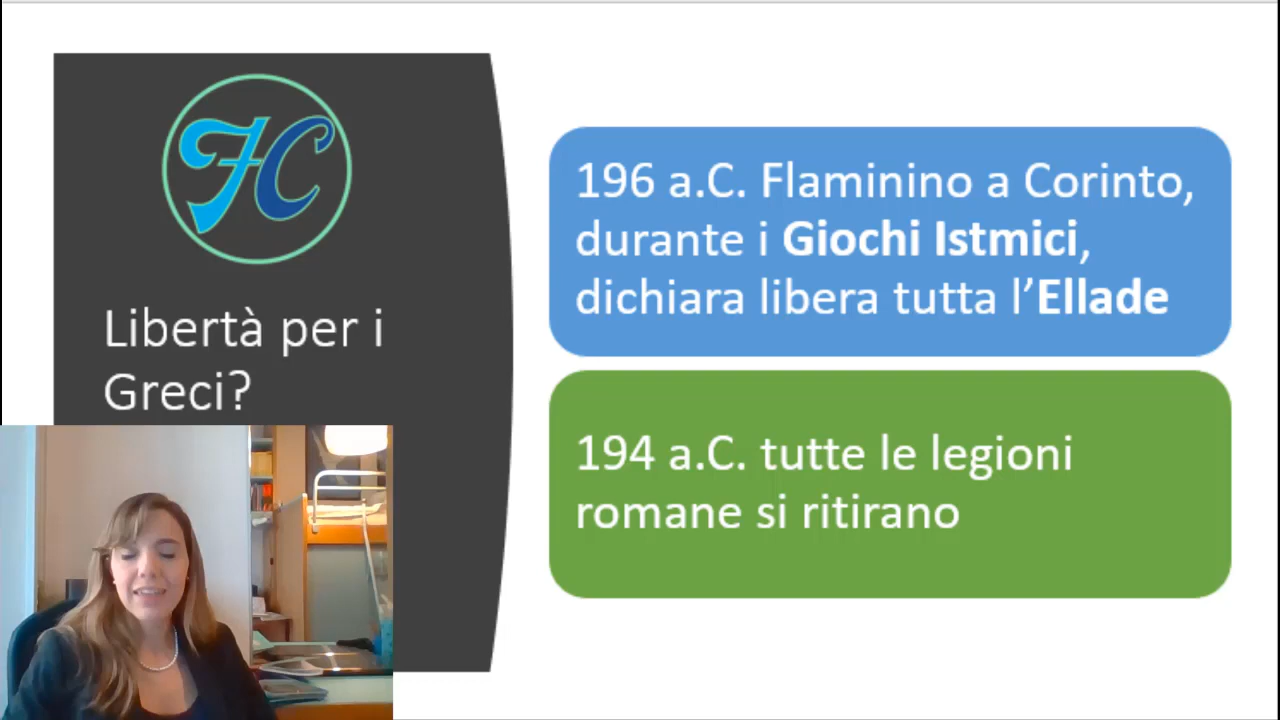 FC
Libertà per i
Greci?
196 a.C. Flaminino a Corinto,
durante i Giochi Istmici,
dichiara libera tutta l’Ellade
194 a.C. tutte le legioni
romane si ritirano